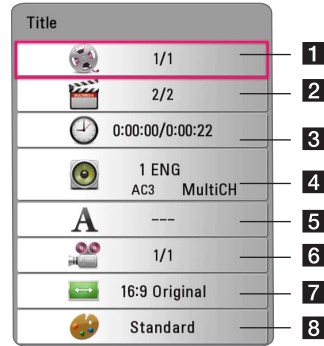 Title
1/1 1
2/2 2
0:00:00/0:00:22 3
1 ENG
AC3 MultiCH 4
A --- 5
1/1 6
16:9 Original 7
Standard 8